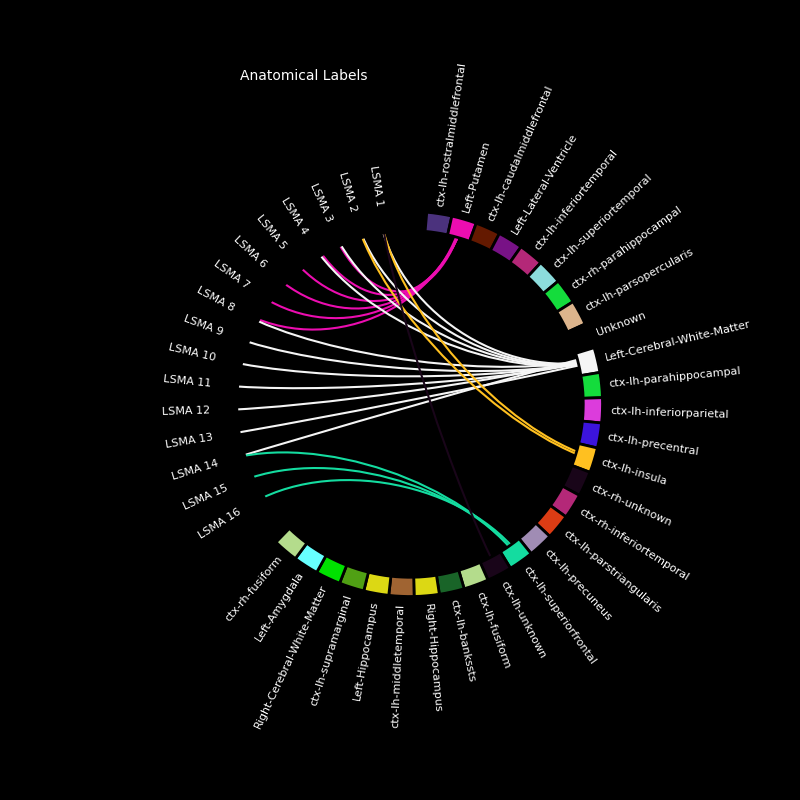 Anatomical Labels
LSMA 1
LSMA 2
LSMA 3
LSMA 4
LSMA 5
LSMA 6
LSMA 7
LSMA 8
LSMA 9
LSMA 10
LSMA 11
LSMA 12
LSMA 13
LSMA 14
LSMA 15
LSMA 16
ctx-rh-fusiform
Left-Amygdala
Right-Cerebral-White-Matter
ctx-lh-supramarginal
Left-Hippocampus
ctx-lh-middletemporal
Right-Hippocampus
ctx-lh-bankssts
ctx-lh-fusiform
ctx-lh-unknown
ctx-lh-superiorfrontal
ctx-lh-precuneus
ctx-lh-parstriangularis
ctx-rh-inferiortemporal
ctx-rh-unknown
ctx-lh-insula
ctx-lh-precentral
ctx-lh-inferiorparietal
ctx-lh-parahippocampal
Left-Cerebral-White-Matter
Unknown
ctx-lh-parsopercularis
ctx-rh-parahippocampal
ctx-lh-superiortemporal
ctx-lh-inferiortemporal
Left-Lateral-Ventricle
ctx-lh-caudalmiddlefrontal
Left-Putamen
ctx-lh-rostralmiddlefrontal